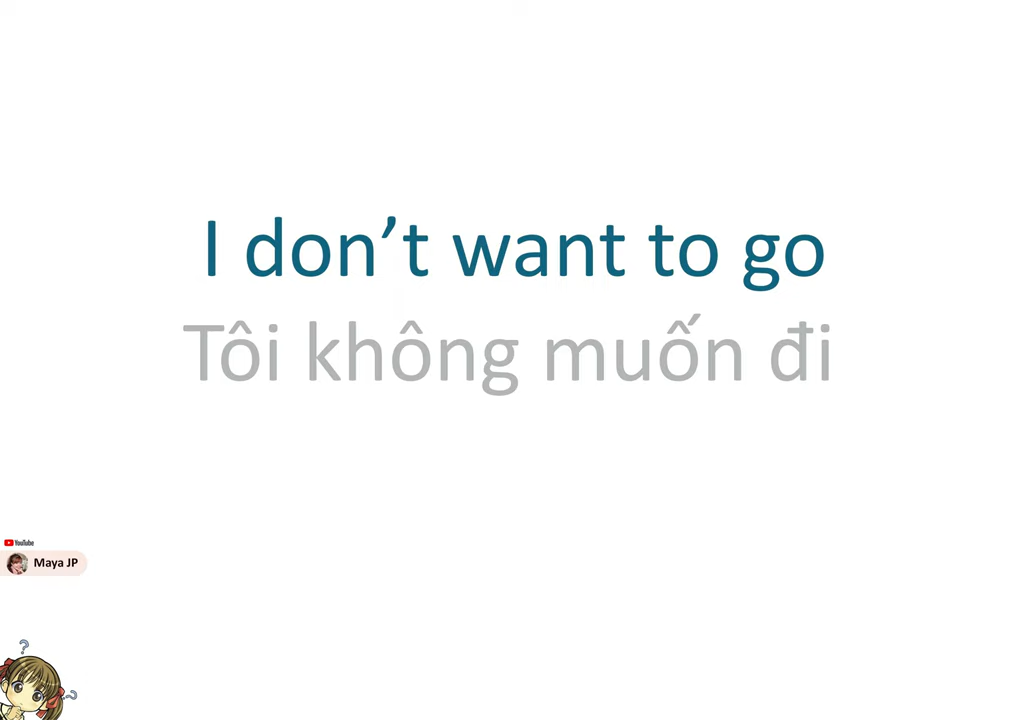 I don’t want to go
Tôi không muốn đi
YouTube
Maya JP
?
?